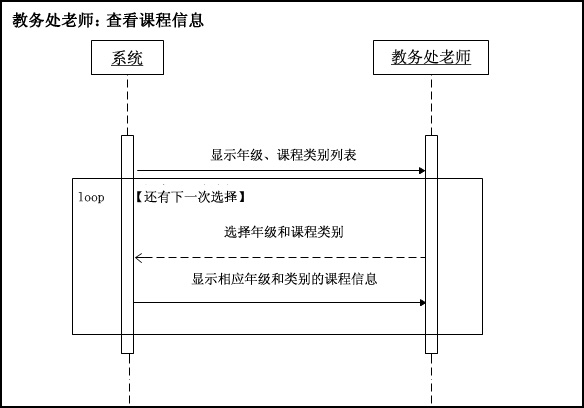 教务处老师：查看课程信息
系统
教务处老师
显示年级、课程类别列表
loop 【还有下一次选择】
选择年级和课程类别
显示相应年级和类别的课程信息